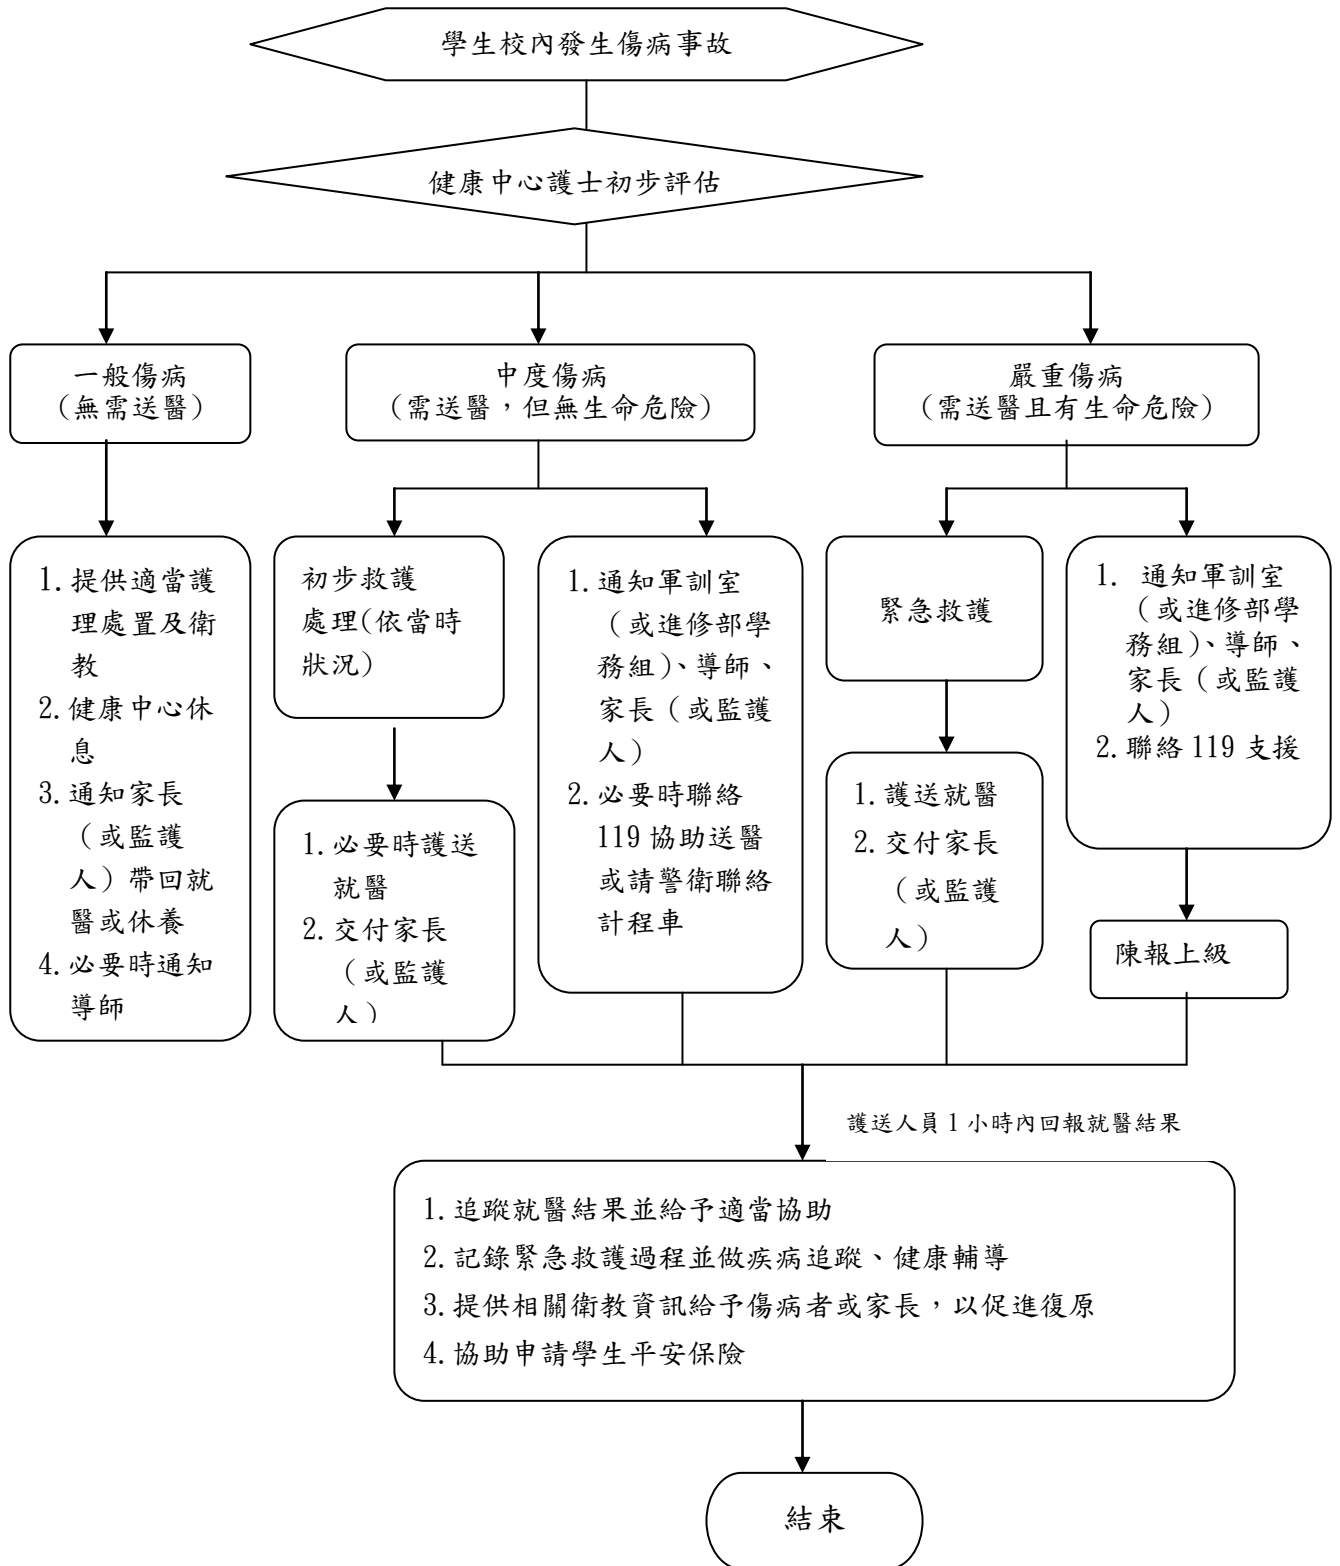 學生校內發生傷病事故
健康中心護士初步評估
一般傷病
（無需送醫）
中度傷病
（需送醫，但無生命危險）
嚴重傷病
（需送醫且有生命危險）
1. 提供適當護
理處置及衛
教
2. 健康中心休
息
3. 通知家長
（或監護
人）帶回就
醫或休養
4. 必要時通知
導師
初步救護
處理(依當時
狀況）
1. 必要時護送
就醫
2. 交付家長
（或監護
人）
1. 通知軍訓室
（或進修部學
務組）、導師、
家長（或監護
人）
2. 必要時聯絡
119 協助送醫
或請警衛聯絡
計程車
緊急救護
1. 護送就醫
2. 交付家長
（或監護
人）
1. 通知軍訓室
（或進修部學
務組）、導師、
家長（或監護
人）
2. 聯絡 119 支援
陳報上級
護送人員 1 小時內回報就醫結果
1. 追蹤就醫結果並給予適當協助
2. 記錄緊急救護過程並做疾病追蹤、健康輔導
3. 提供相關衛教資訊給予傷病者或家長，以促進復原
4. 協助申請學生平安保險
結束